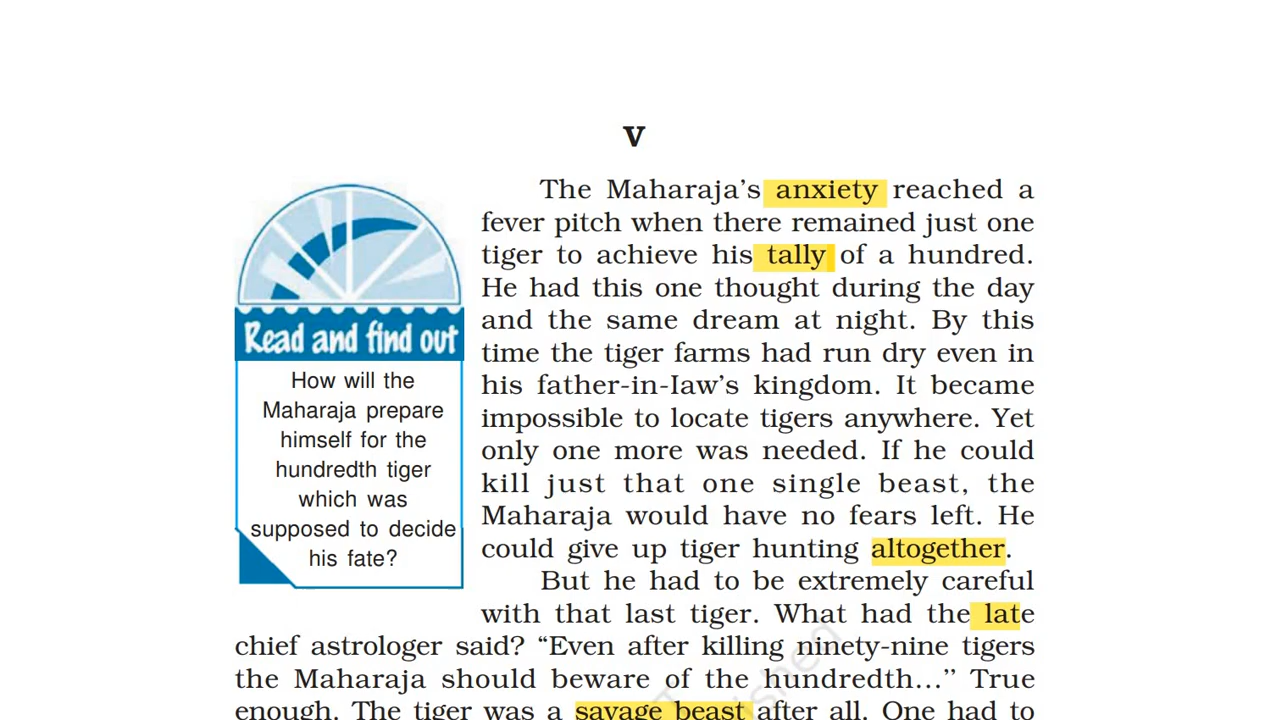 v
The Maharaja's anxiety reached a
fever pitch when there remained just one
tiger to achieve his tally of a hundred.
He had this one thought during the day
and the same dream at night. By this
time the tiger farms had run dry even in
his father-in-Iaw's kingdom. It became
impossible to locate tigers anywhere. Yet
only one more was needed. If he could
kill just that one single beast, the
Maharaja would have no fears left. He
could give up tiger hunting altogether.
Read and find out
How will the
Maharaja prepare
himself for the
hundredth tiger
which was
supposed to decide
his fate?
But he had to be extremely careful
with that last tiger. What had the late
chief astrologer said? “Even after killing ninety-nine tigers
the Maharaja should beware of the hundredth...’’ True
enough. The tiger was a savage beast after all. One had to